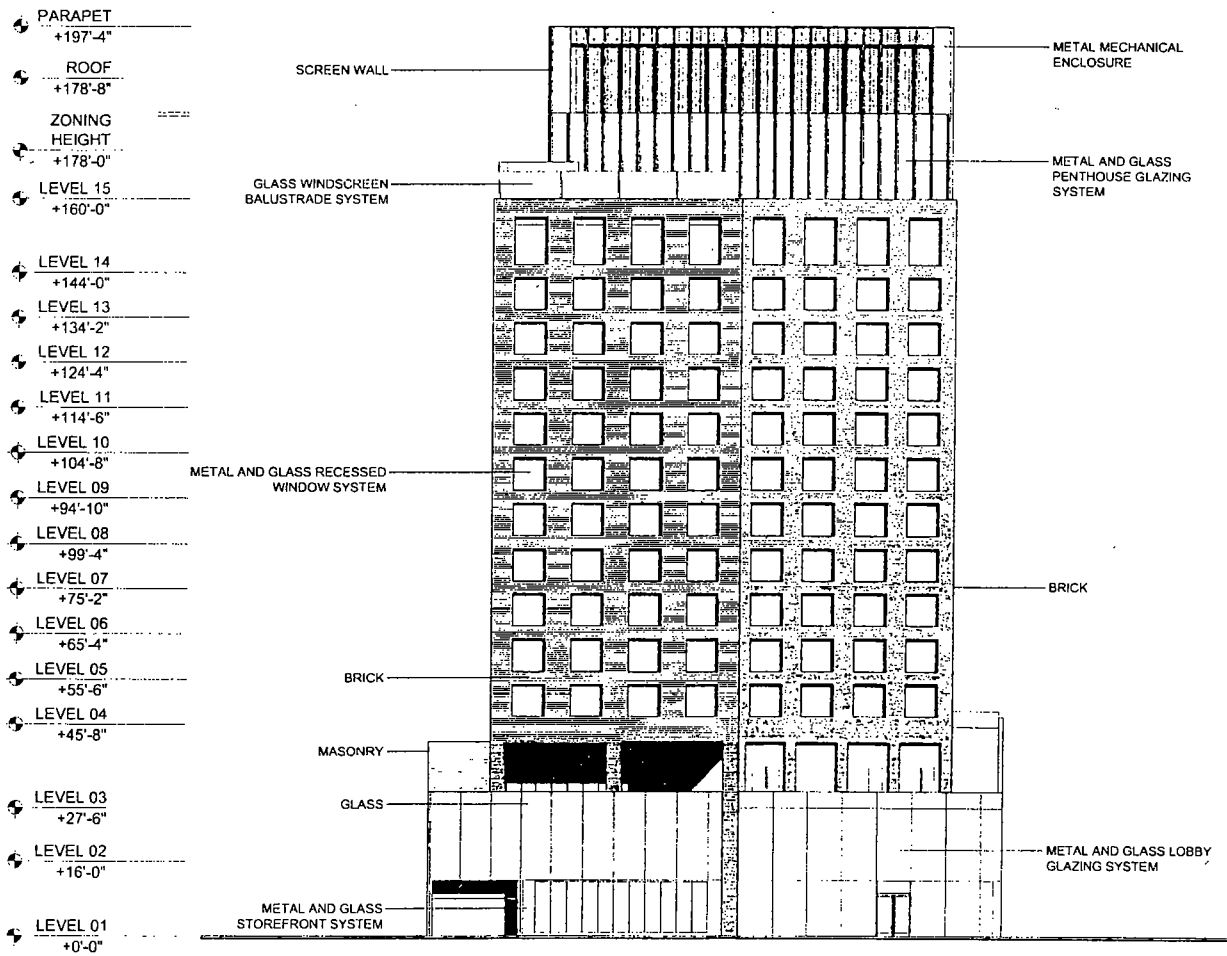 PARAPET
+197'-4"
ROOF
+178'-8"
ZONING
HEIGHT
+178'-0"
LEVEL 15
+160'-0"
LEVEL 14
+144'-0"
LEVEL 13
+134'-2"
LEVEL 12
+124'-4"
LEVEL 11
+114'-6"
LEVEL 10
+104'-8"
LEVEL 09
+94'-10"
LEVEL 08
+99'-4"
LEVEL 07
+75'-2"
LEVEL 06
+65'-4"
LEVEL 05
+55'-6"
LEVEL 04
+45'-8"
LEVEL 03
+27'-6"
LEVEL 02
+16'-0"
LEVEL 01
+0'-0"
SCREEN WALL
GLASS WINDSCREEN
BALUSTRADE SYSTEM
METAL AND GLASS RECESSED
WINDOW SYSTEM
BRICK
MASONRY
GLASS
METAL AND GLASS
STOREFRONT SYSTEM
METAL MECHANICAL
ENCLOSURE
METAL AND GLASS
PENTHOUSE GLAZING
SYSTEM
BRICK
METAL AND GLASS LOBBY
GLAZING SYSTEM